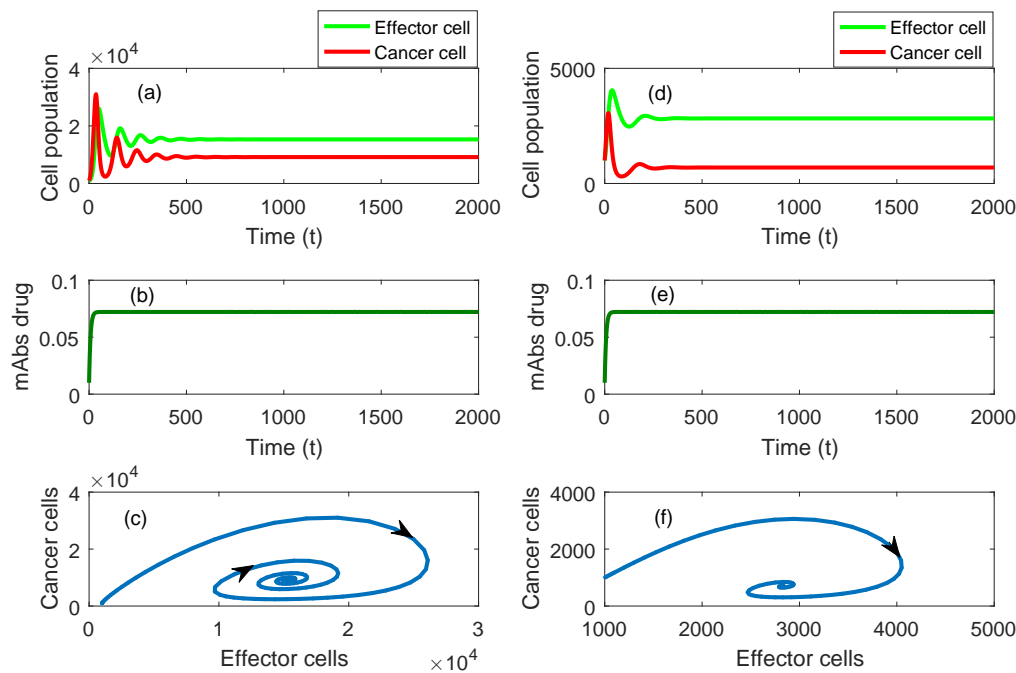 Effector cell
Cancer cell
×10^4
(a)
Cell population
4
2
0
0 500 1000 1500 2000
Time (t)
(b)
mAbs drug
0.1
0.05
0
0 500 1000 1500 2000
Time (t)
×10^4
(c)
Cancer cells
4
2
0
0 1 2 3
Effector cells
×10^4
Effector cell
Cancer cell
(d)
Cell population
5000
0
0 500 1000 1500 2000
Time (t)
(e)
mAbs drug
0.1
0.05
0
0 500 1000 1500 2000
Time (t)
(f)
Cancer cells
4000
2000
0
1000 2000 3000 4000 5000
Effector cells